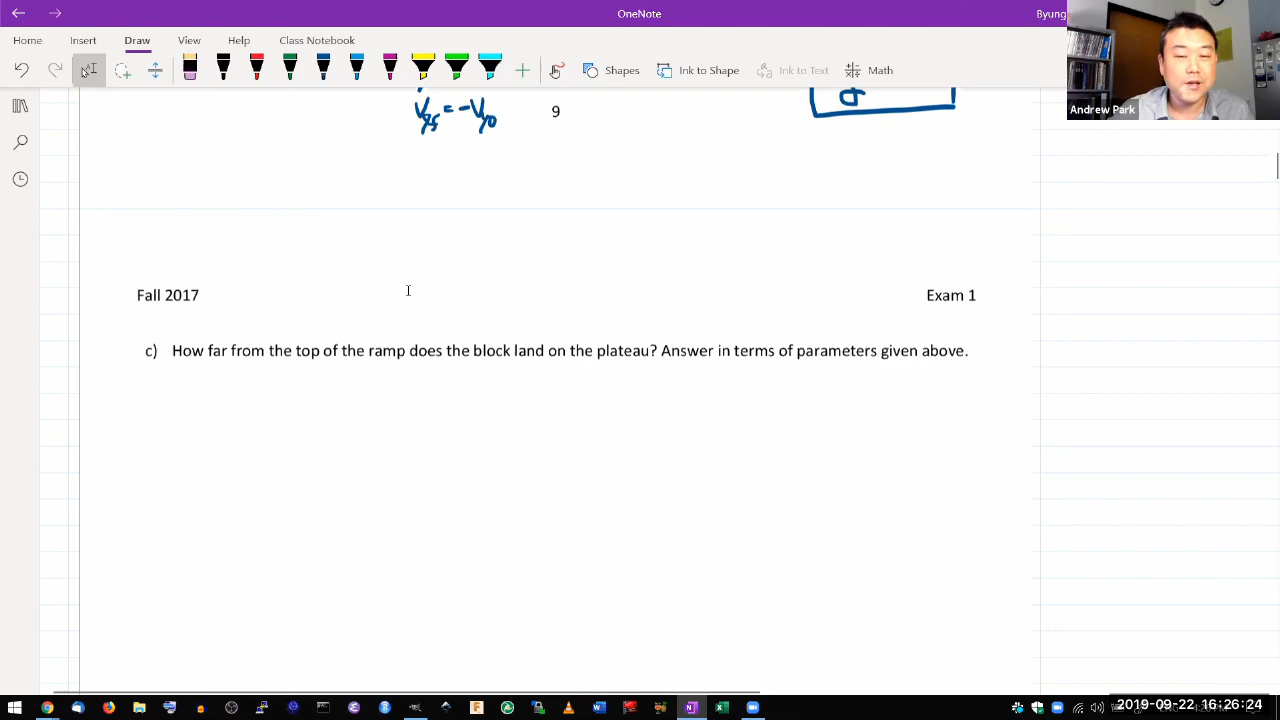 OneNote
Byung
Home Insert Draw View Help Class Notebook
Shapes Ink to Shape Ink to Text Math
Andrew Park
9
Fall 2017 Exam 1
c) How far from the top of the ramp does the block land on the plateau? Answer in terms of parameters given above.
2019-09-22 16:26:24